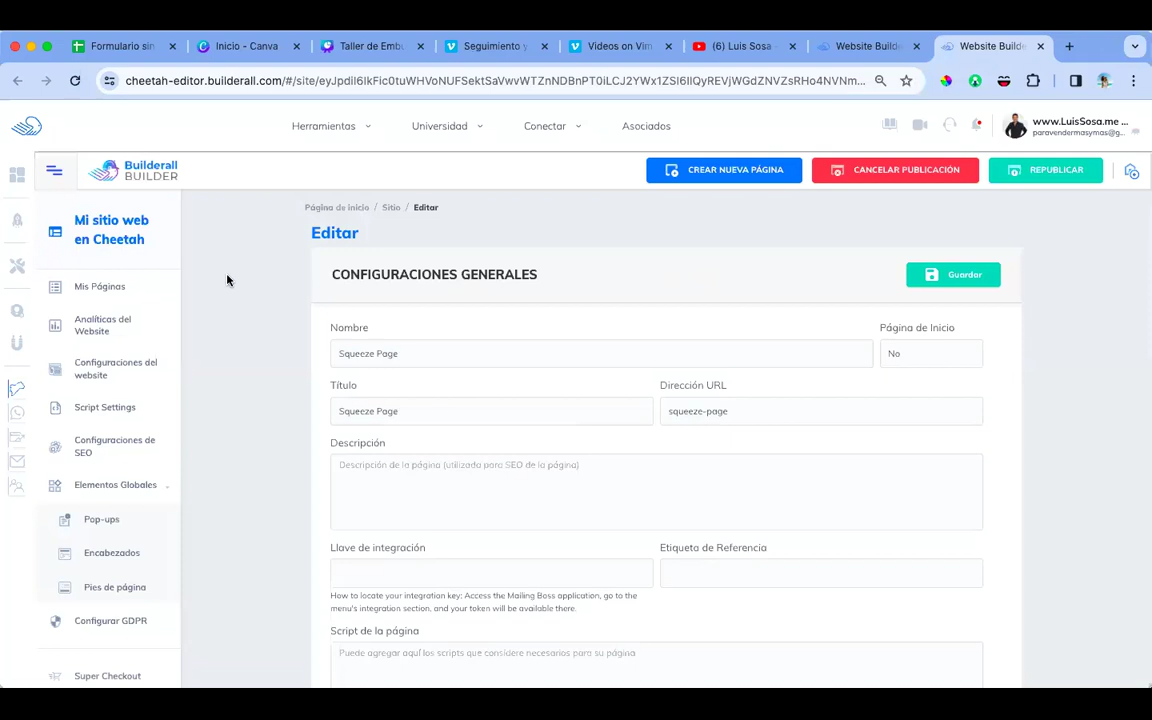 Formulario sin
Inicio - Canva
Taller de Embu
Seguimiento y
Videos on Vim
(6) Luis Sosa -
Website Builde
Website Builde
cheetah-editor.builderall.com/#/site/
Herramientas
Universidad
Conectar
Asociados
www.LuisSosa.me ...
paravendermasymas@g...
Builderall
BUILDER
CREAR NUEVA PÁGINA
CANCELAR PUBLICACIÓN
REPUBLICAR
Mi sitio web
en Cheetah
Mis Páginas
Analíticas del
Website
Configuraciones del
website
Script Settings
Configuraciones de
SEO
Elementos Globales
Pop-ups
Encabezados
Pies de página
Configurar GDPR
Super Checkout
Página de inicio / Sitio / Editar
Editar
CONFIGURACIONES GENERALES
Guardar
Nombre
Página de Inicio
Squeeze Page
No
Título
Dirección URL
Squeeze Page
squeeze-page
Descripción
Descripción de la página (utilizada para SEO de la página)
Llave de integración
Etiqueta de Referencia
How to locate your integration key: Access the Mailing Boss application, go to the
menu's integration section, and your token will be available there.
Script de la página
Puede agregar aquí los scripts que considere necesarios para su página